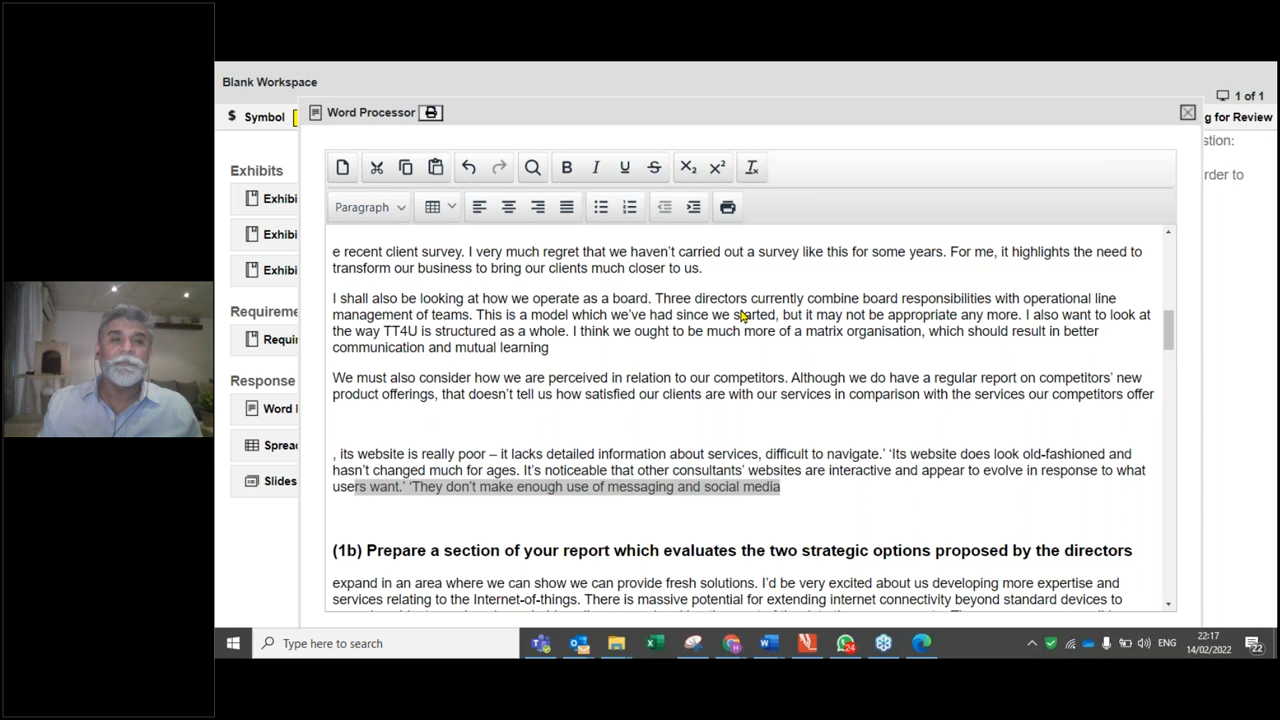 Blank Workspace
1 of 1
$ Symbol
Word Processor
g for Review
stion:
rder to
Exhibits
Exhibi
Exhibi
Exhibi
Requireme
Requir
Response
Word I
Spread
Slides
Paragraph
e recent client survey. I very much regret that we haven't carried out a survey like this for some years. For me, it highlights the need to
transform our business to bring our clients much closer to us.
I shall also be looking at how we operate as a board. Three directors currently combine board responsibilities with operational line
management of teams. This is a model which we've had since we started, but it may not be appropriate any more. I also want to look at
the way TT4U is structured as a whole. I think we ought to be much more of a matrix organisation, which should result in better
communication and mutual learning
We must also consider how we are perceived in relation to our competitors. Although we do have a regular report on competitors' new
product offerings, that doesn't tell us how satisfied our clients are with our services in comparison with the services our competitors offer
, its website is really poor – it lacks detailed information about services, difficult to navigate.' 'Its website does look old-fashioned and
hasn't changed much for ages. It's noticeable that other consultants' websites are interactive and appear to evolve in response to what
users want.' 'They don't make enough use of messaging and social media
(1b) Prepare a section of your report which evaluates the two strategic options proposed by the directors
expand in an area where we can show we can provide fresh solutions. I'd be very excited about us developing more expertise and
services relating to the Internet-of-things. There is massive potential for extending internet connectivity beyond standard devices to
Type here to search
24
ENG
22:17
14/02/2022
22